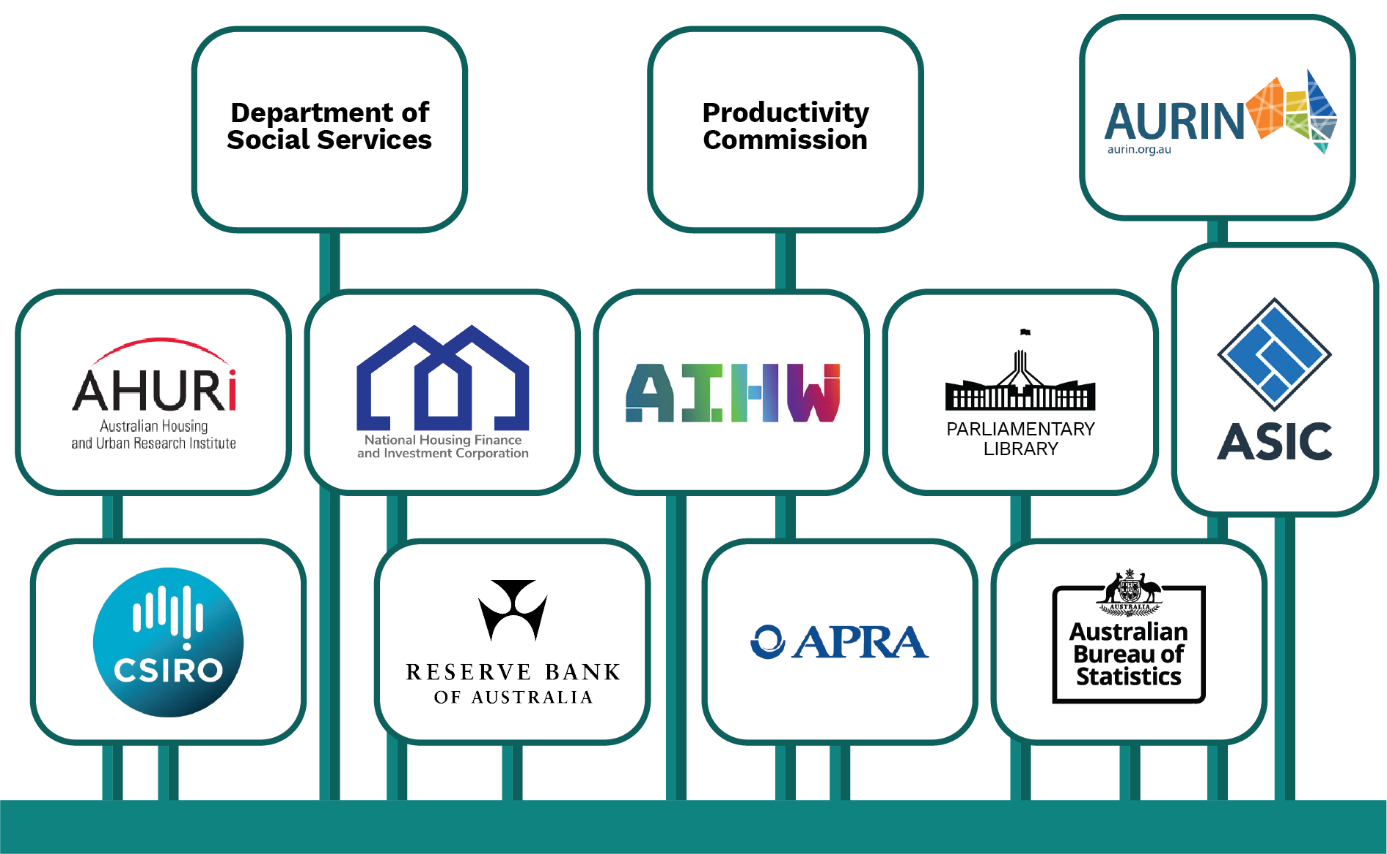 Department of
Social Services
Productivity
Commission
AURIN
aurin.org.au
AHURi
Australian Housing
and Urban Research Institute
National Housing Finance
and Investment Corporation
AIHW
PARLIAMENTARY
LIBRARY
ASIC
CSIRO
RESERVE BANK
OF AUSTRALIA
APRA
AUSTRALIA
Australian
Bureau of
Statistics